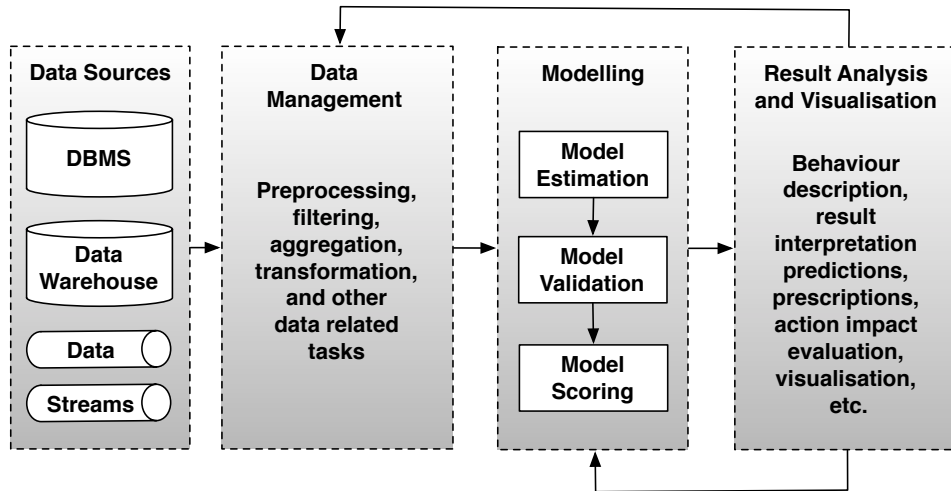 Data Sources
DBMS
Data
Warehouse
Data
Streams
Data
Management
Preprocessing,
filtering,
aggregation,
transformation,
and other
data related
tasks
Modelling
Model
Estimation
Model
Validation
Model
Scoring
Result Analysis
and Visualisation
Behaviour
description,
result
interpretation
predictions,
prescriptions,
action impact
evaluation,
visualisation,
etc.